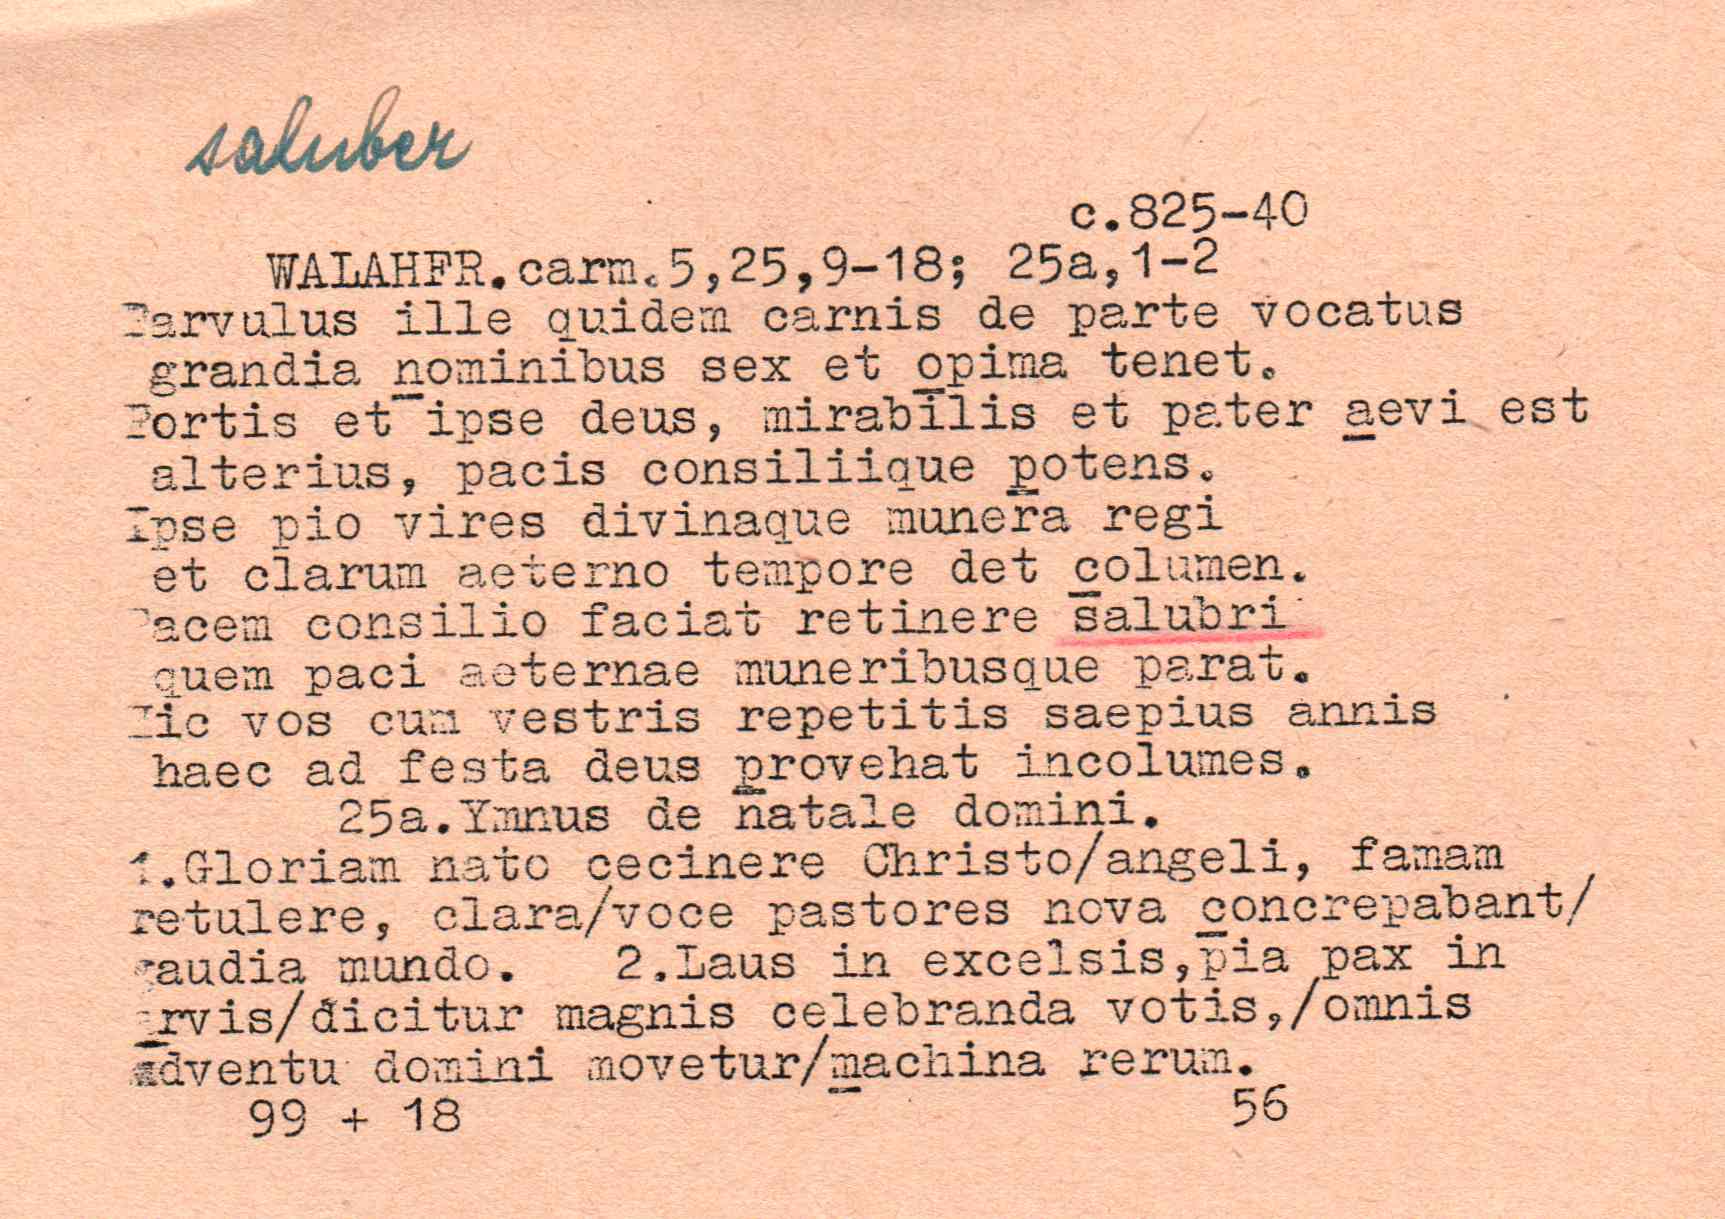 saluber
c.825-40
WALAHFR.carm.5,25,9-18; 25a,1-2
Parvulus ille quidem carnis de parte vocatus
grandia nominibus sex et opima tenet.
Fortis et ipse deus, mirabilis et pater aevi est
alterius, pacis consiliique potens.
Ipse pio vires divinaque munera regi
et clarum aeterno tempore det columen.
Pacem consilio faciat retinere salubri
quem paci aeternae muneribusque parat.
Hic vos cum vestris repetitis saepius annis
haec ad festa deus provehat incolumes.
25a.Ymnus de natale domini.
1.Gloriam nato cecinere Christo/angeli, famam
retulere, clara/voce pastores nova concrepabant/
gaudia mundo. 2.Laus in excelsis,pia pax in
arvis/dicitur magnis celebranda votis,/omnis
adventu domini movetur/machina rerum.
99 + 18 56